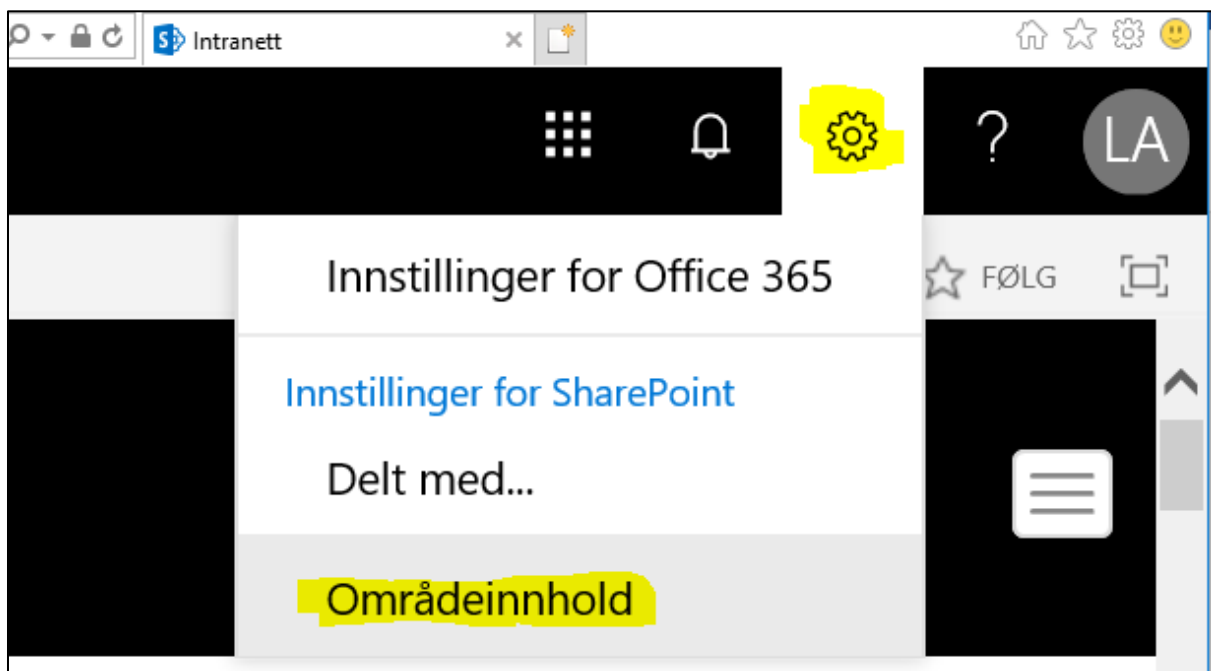 Intranett
? LA
Innstillinger for Office 365
FØLG
Innstillinger for SharePoint
Delt med...
Områdeinnhold